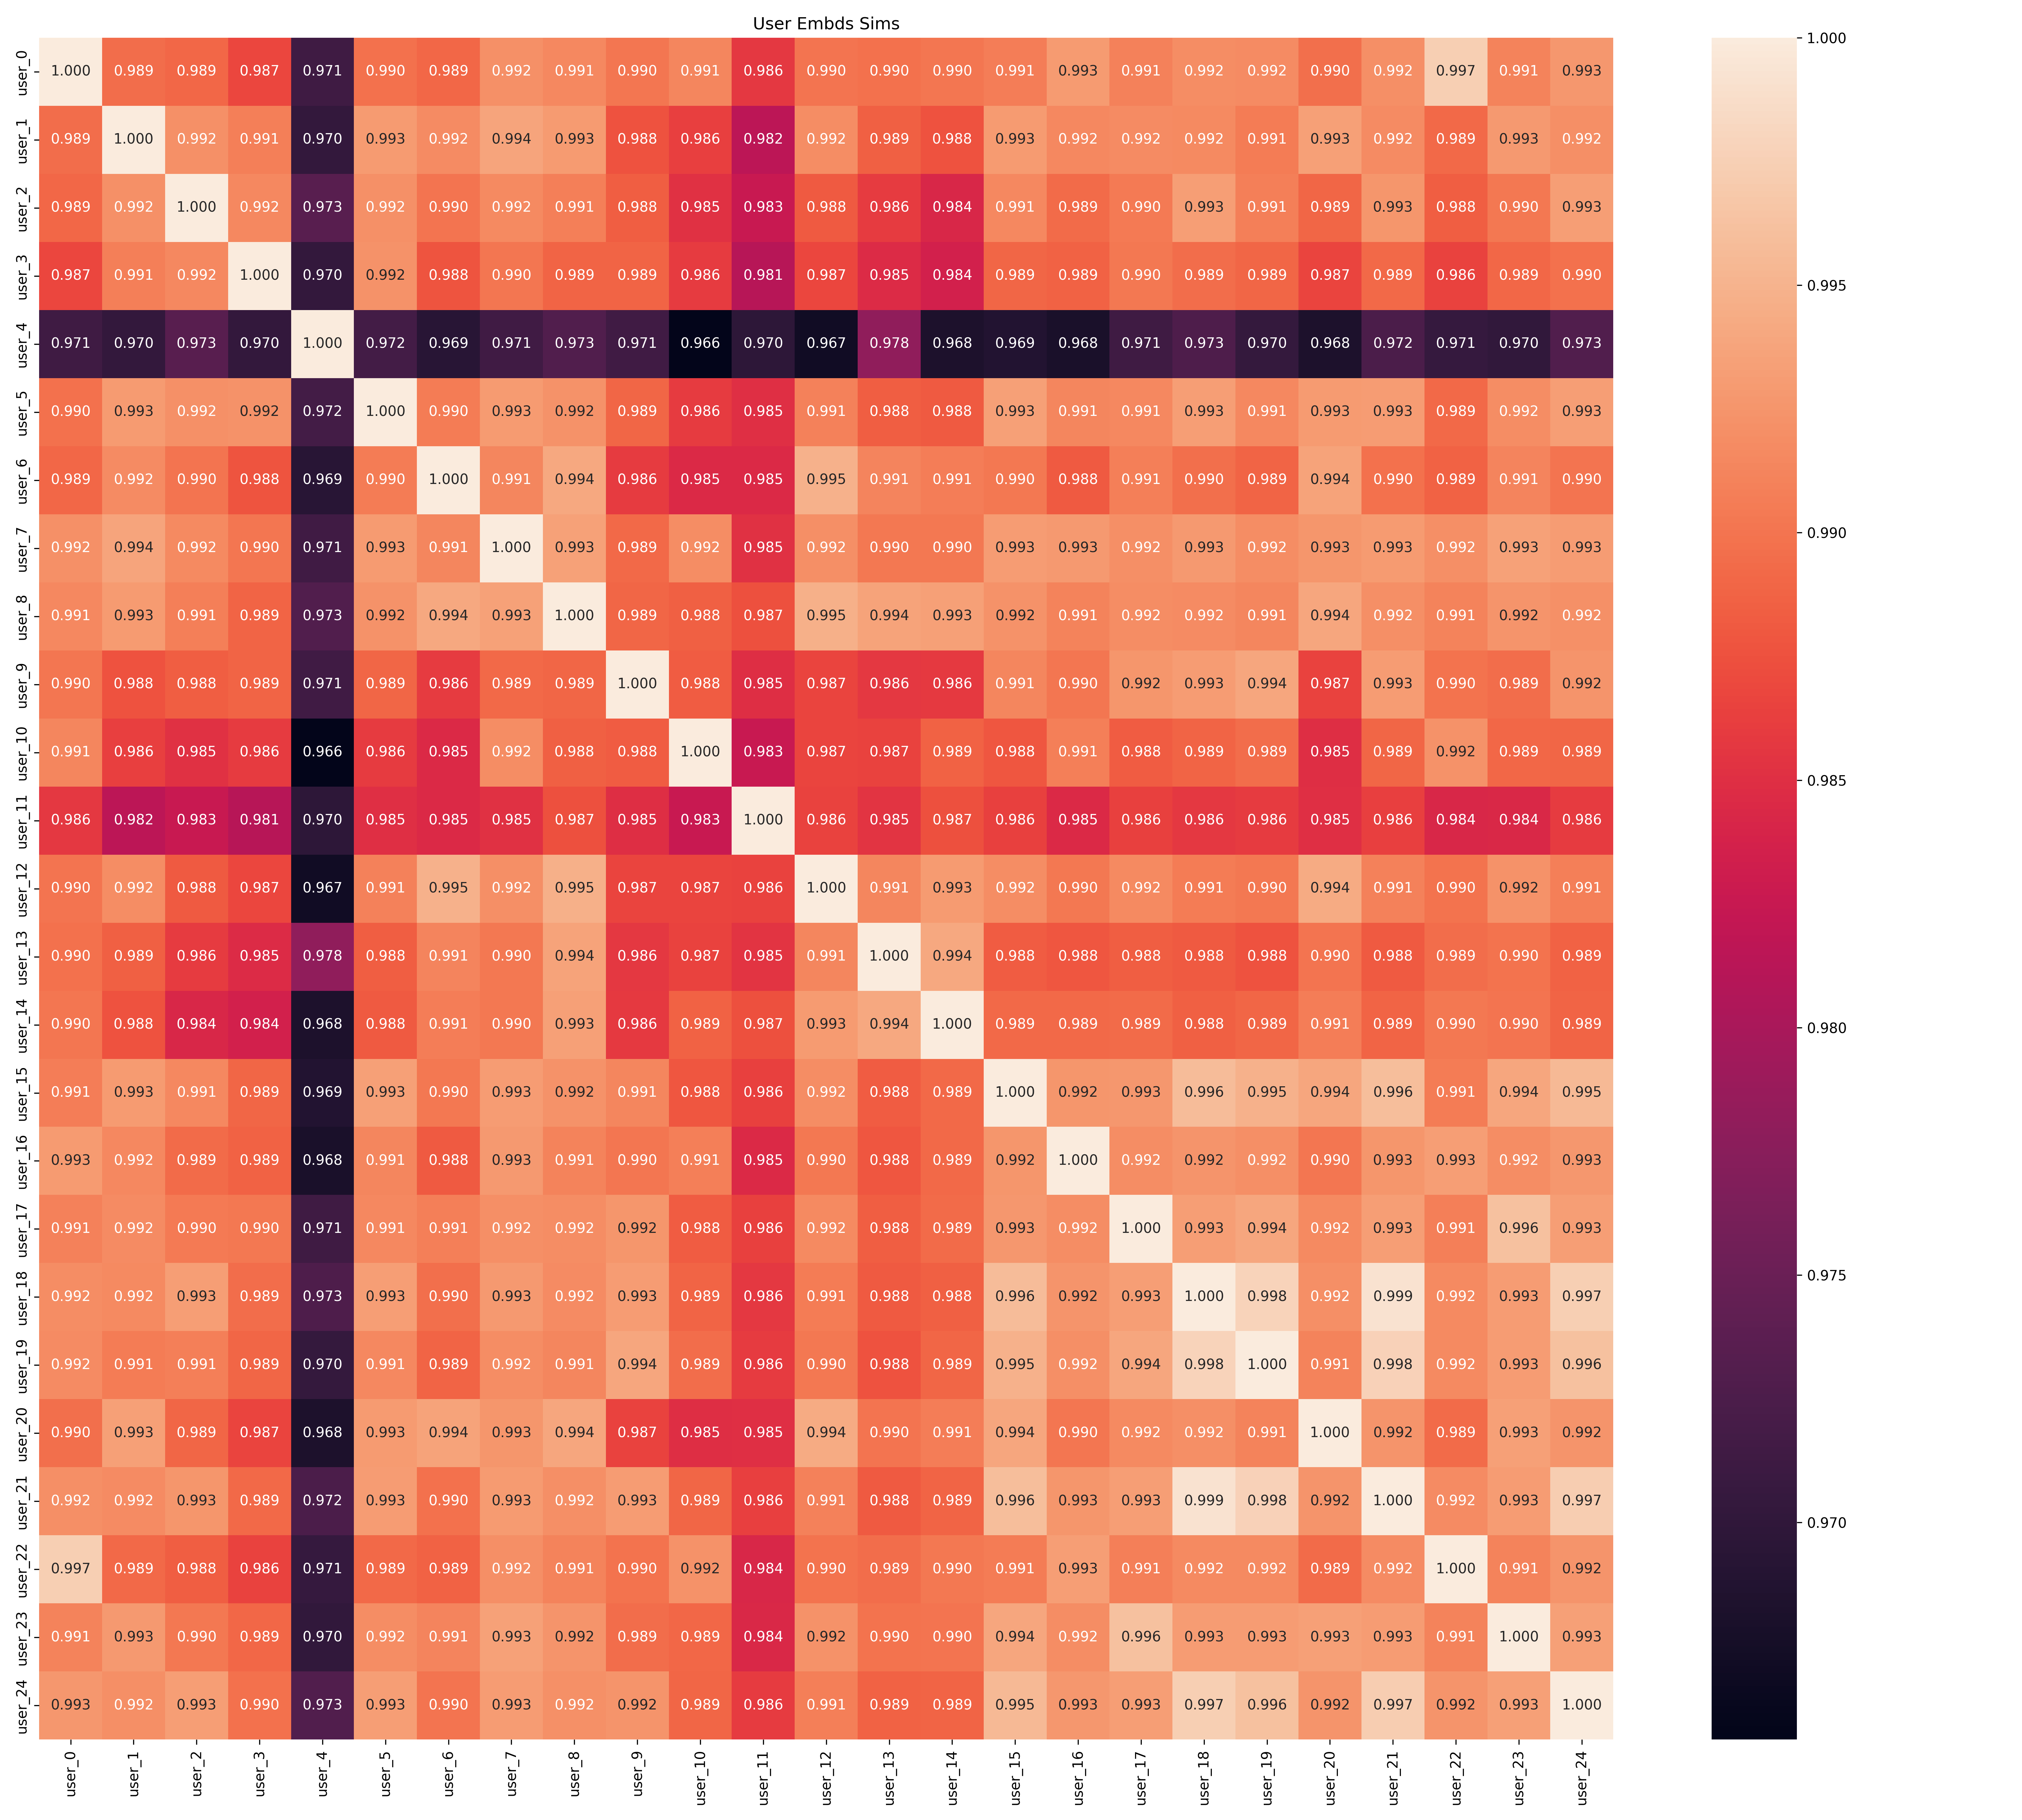 User Embds Sims
user_0 1.000 0.989 0.989 0.987 0.971 0.990 0.989 0.992 0.991 0.990 0.991 0.986 0.990 0.990 0.990 0.991 0.993 0.991 0.992 0.992 0.990 0.992 0.997 0.991 0.993
user_1 0.989 1.000 0.992 0.991 0.970 0.993 0.992 0.994 0.993 0.988 0.986 0.982 0.992 0.989 0.988 0.993 0.992 0.992 0.992 0.991 0.993 0.992 0.989 0.993 0.992
user_2 0.989 0.992 1.000 0.992 0.973 0.992 0.990 0.992 0.991 0.988 0.985 0.983 0.988 0.986 0.984 0.991 0.989 0.990 0.993 0.991 0.989 0.993 0.988 0.990 0.993
user_3 0.987 0.991 0.992 1.000 0.970 0.992 0.988 0.990 0.989 0.989 0.986 0.981 0.987 0.985 0.984 0.989 0.989 0.990 0.989 0.989 0.987 0.989 0.986 0.989 0.990
user_4 0.971 0.970 0.973 0.970 1.000 0.972 0.969 0.971 0.973 0.971 0.966 0.970 0.967 0.978 0.968 0.969 0.968 0.971 0.973 0.970 0.968 0.972 0.971 0.970 0.973
user_5 0.990 0.993 0.992 0.992 0.972 1.000 0.990 0.993 0.992 0.989 0.986 0.985 0.991 0.988 0.988 0.993 0.991 0.991 0.993 0.991 0.993 0.993 0.989 0.992 0.993
user_6 0.989 0.992 0.990 0.988 0.969 0.990 1.000 0.991 0.994 0.986 0.985 0.985 0.995 0.991 0.991 0.990 0.988 0.991 0.990 0.989 0.994 0.990 0.989 0.991 0.990
user_7 0.992 0.994 0.992 0.990 0.971 0.993 0.991 1.000 0.993 0.989 0.992 0.985 0.992 0.990 0.990 0.993 0.993 0.992 0.993 0.992 0.993 0.993 0.992 0.993 0.993
user_8 0.991 0.993 0.991 0.989 0.973 0.992 0.994 0.993 1.000 0.989 0.988 0.987 0.995 0.994 0.993 0.992 0.991 0.992 0.992 0.991 0.994 0.992 0.991 0.992 0.992
user_9 0.990 0.988 0.988 0.989 0.971 0.989 0.986 0.989 0.989 1.000 0.988 0.985 0.987 0.986 0.986 0.991 0.990 0.992 0.993 0.994 0.987 0.993 0.990 0.989 0.992
user_10 0.991 0.986 0.985 0.986 0.966 0.986 0.985 0.992 0.988 0.988 1.000 0.983 0.987 0.987 0.989 0.988 0.991 0.988 0.989 0.989 0.985 0.989 0.992 0.989 0.989
user_11 0.986 0.982 0.983 0.981 0.970 0.985 0.985 0.985 0.987 0.985 0.983 1.000 0.986 0.985 0.987 0.986 0.985 0.986 0.986 0.986 0.985 0.986 0.984 0.984 0.986
user_12 0.990 0.992 0.988 0.987 0.967 0.991 0.995 0.992 0.995 0.987 0.987 0.986 1.000 0.991 0.993 0.992 0.990 0.992 0.991 0.990 0.994 0.991 0.990 0.992 0.991
user_13 0.990 0.989 0.986 0.985 0.978 0.988 0.991 0.990 0.994 0.986 0.987 0.985 0.991 1.000 0.994 0.988 0.988 0.988 0.988 0.988 0.990 0.988 0.989 0.990 0.989
user_14 0.990 0.988 0.984 0.984 0.968 0.988 0.991 0.990 0.993 0.986 0.989 0.987 0.993 0.994 1.000 0.989 0.989 0.989 0.988 0.989 0.991 0.989 0.990 0.990 0.989
user_15 0.991 0.993 0.991 0.989 0.969 0.993 0.990 0.993 0.992 0.991 0.988 0.986 0.992 0.988 0.989 1.000 0.992 0.993 0.996 0.995 0.994 0.996 0.991 0.994 0.995
user_16 0.993 0.992 0.989 0.989 0.968 0.991 0.988 0.993 0.991 0.990 0.991 0.985 0.990 0.988 0.989 0.992 1.000 0.992 0.992 0.992 0.990 0.993 0.993 0.992 0.993
user_17 0.991 0.992 0.990 0.990 0.971 0.991 0.991 0.992 0.992 0.992 0.988 0.986 0.992 0.988 0.989 0.993 0.992 1.000 0.993 0.994 0.992 0.993 0.991 0.996 0.993
user_18 0.992 0.992 0.993 0.989 0.973 0.993 0.990 0.993 0.992 0.993 0.989 0.986 0.991 0.988 0.988 0.996 0.992 0.993 1.000 0.998 0.992 0.999 0.992 0.993 0.997
user_19 0.992 0.991 0.991 0.989 0.970 0.991 0.989 0.992 0.991 0.994 0.989 0.986 0.990 0.988 0.989 0.995 0.992 0.994 0.998 1.000 0.991 0.998 0.992 0.993 0.996
user_20 0.990 0.993 0.989 0.987 0.968 0.993 0.994 0.993 0.994 0.987 0.985 0.985 0.994 0.990 0.991 0.994 0.990 0.992 0.992 0.991 1.000 0.992 0.989 0.993 0.992
user_21 0.992 0.992 0.993 0.989 0.972 0.993 0.990 0.993 0.992 0.993 0.989 0.986 0.991 0.988 0.989 0.996 0.993 0.993 0.999 0.998 0.992 1.000 0.992 0.993 0.997
user_22 0.997 0.989 0.988 0.986 0.971 0.989 0.989 0.992 0.991 0.990 0.992 0.984 0.990 0.989 0.990 0.991 0.993 0.991 0.992 0.992 0.989 0.992 1.000 0.991 0.992
user_23 0.991 0.993 0.990 0.989 0.970 0.992 0.991 0.993 0.992 0.989 0.989 0.984 0.992 0.990 0.990 0.994 0.992 0.996 0.993 0.993 0.993 0.993 0.991 1.000 0.993
user_24 0.993 0.992 0.993 0.990 0.973 0.993 0.990 0.993 0.992 0.992 0.989 0.986 0.991 0.989 0.989 0.995 0.993 0.993 0.997 0.996 0.992 0.997 0.992 0.993 1.000
user_0 user_1 user_2 user_3 user_4 user_5 user_6 user_7 user_8 user_9 user_10 user_11 user_12 user_13 user_14 user_15 user_16 user_17 user_18 user_19 user_20 user_21 user_22 user_23 user_24
1.000
0.995
0.990
0.985
0.980
0.975
0.970